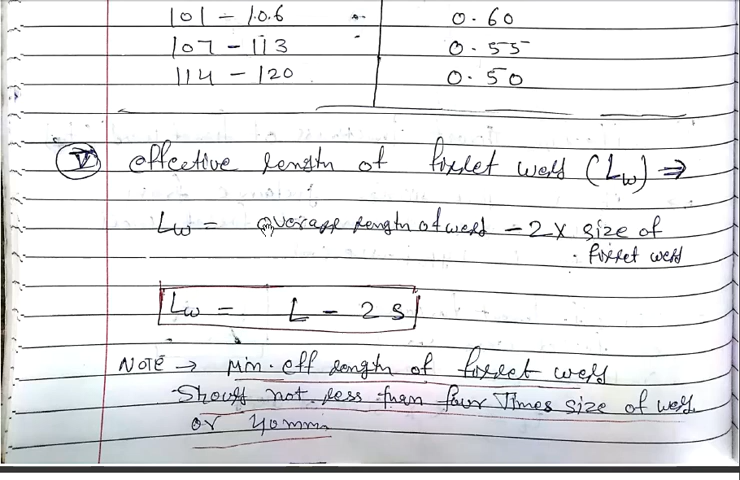 101 - 106 0.60
107 - 113 0.55
114 - 120 0.50
V effective length of fillet weld (Lw) ⇒
Lw = average length of weld - 2 x size of
fillet weld
Lw = L - 2 S
NOTE → Min. eff length of fillet weld
Should not less than four times size of weld
or 40mm.